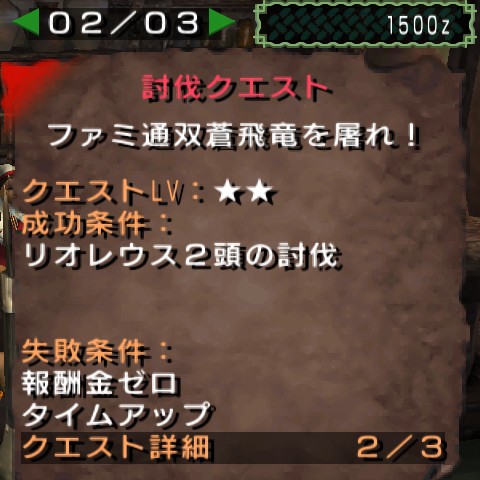 02/03
1500z
討伐クエスト
ファミ通双蒼飛竜を屠れ!
クエストLV:★★
成功条件:
リオレウス2頭の討伐
失敗条件:
報酬金ゼロ
タイムアップ
クエスト詳細 2/3